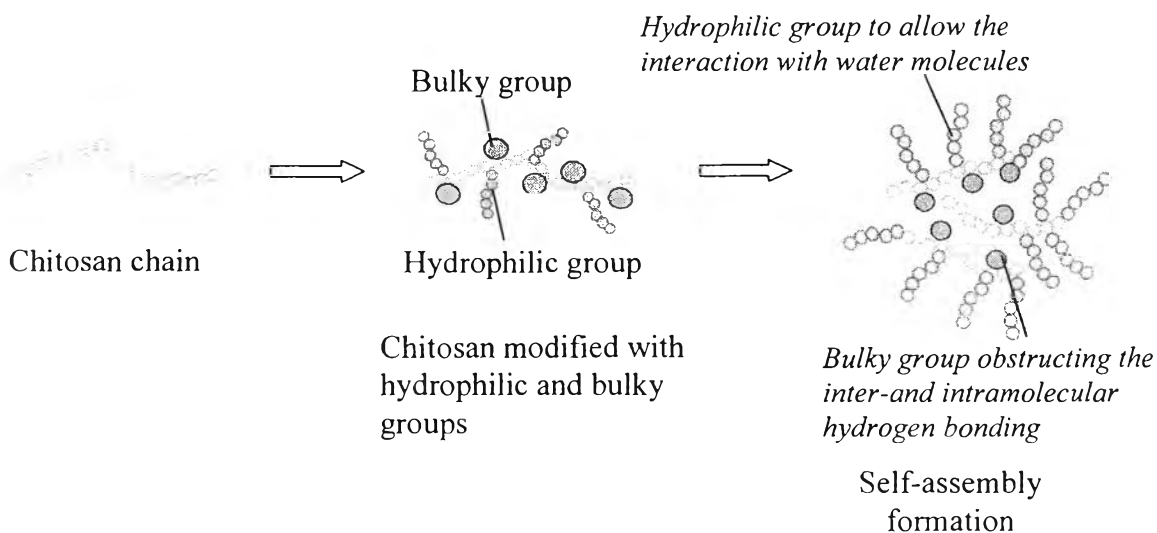 Hydrophilic group to allow the
interaction with water molecules
Bulky group
Chitosan chain
Hydrophilic group
Chitosan modified with
hydrophilic and bulky
groups
Bulky group obstructing the
inter-and intramolecular
hydrogen bonding
Self-assembly
formation